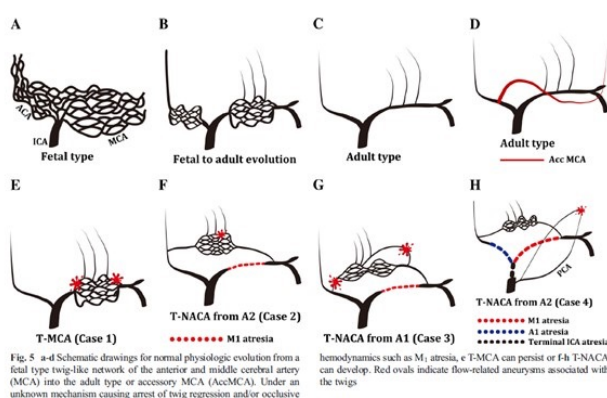 A
B
C
D
ACA
ICA
MCA
Fetal type
Fetal to adult evolution
Adult type
Adult type
Acc MCA
E
F
G
H
PCA
T-MCA (Case 1)
T-NACA from A2 (Case 2)
M1 atresia
T-NACA from A1 (Case 3)
T-NACA from A2 (Case 4)
M1 atresia
A1 atresia
Terminal ICA atresia
Fig. 5 a-d Schematic drawings for normal physiologic evolution from a
fetal type twig-like network of the anterior and middle cerebral artery
(MCA) into the adult type or accessory MCA (AccMCA). Under an
unknown mechanism causing arrest of twig regression and/or occlusive
hemodynamics such as M₁ atresia, e T-MCA can persist or f-h T-NACA
can develop. Red ovals indicate flow-related aneurysms associated with
the twigs